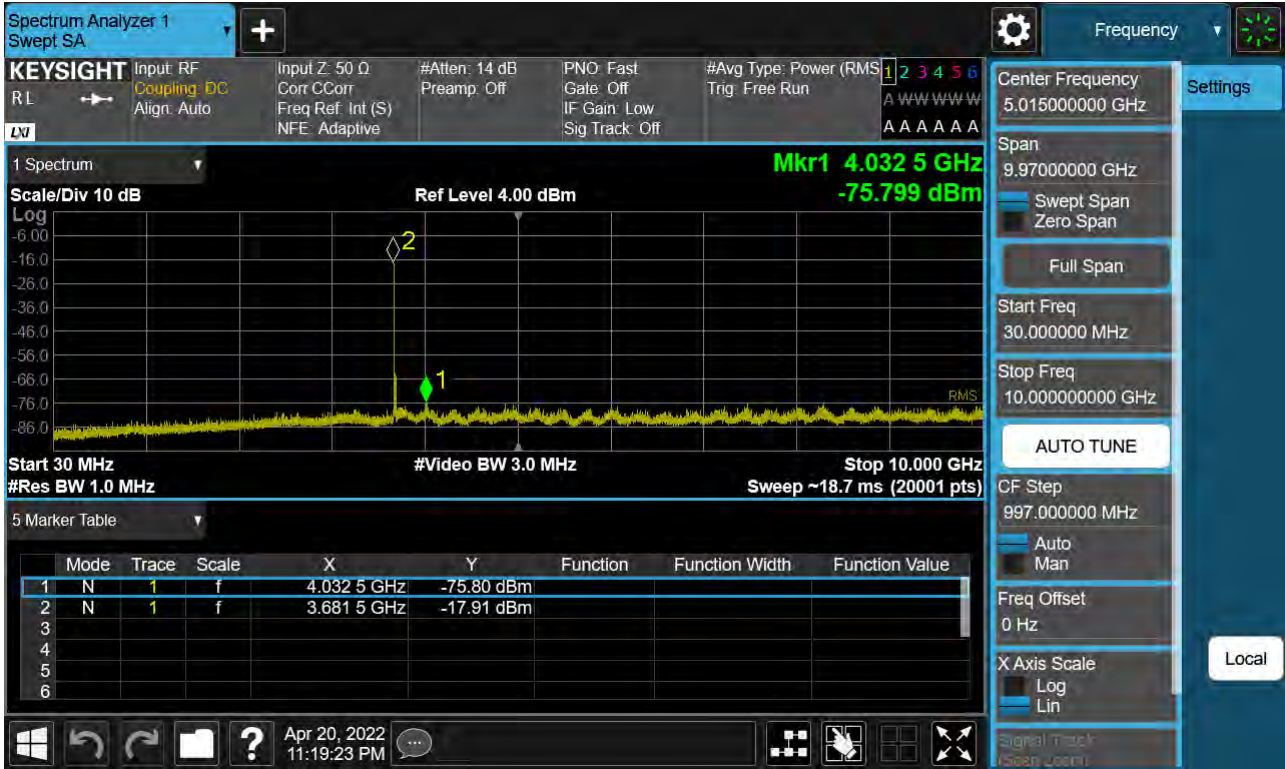 Spectrum Analyzer 1
Swept SA
+
Frequency
KEYSIGHT
RL
LXI
Input: RF
Coupling: DC
Align: Auto
Input Z: 50 Ω
Corr CCorr
Freq Ref: Int (S)
NFE: Adaptive
#Atten: 14 dB
Preamp: Off
PNO: Fast
Gate: Off
IF Gain: Low
Sig Track: Off
#Avg Type: Power (RMS
Trig: Free Run
1 2 3 4 5 6
A W W W W W
A A A A A A
1 Spectrum
Mkr1 4.032 5 GHz
Scale/Div 10 dB
Ref Level 4.00 dBm
-75.799 dBm
Log
-6.00
-16.0
-26.0
-36.0
-46.0
-56.0
-66.0
-76.0
-86.0
2
1
RMS
Start 30 MHz
#Video BW 3.0 MHz
Stop 10.000 GHz
#Res BW 1.0 MHz
Sweep ~18.7 ms (20001 pts)
5 Marker Table
Mode Trace Scale X Y Function Function Width Function Value
1 N 1 f 4.032 5 GHz -75.80 dBm
2 N 1 f 3.681 5 GHz -17.91 dBm
3
4
5
6
Center Frequency
5.015000000 GHz
Settings
Span
9.97000000 GHz
Swept Span
Zero Span
Full Span
Start Freq
30.000000 MHz
Stop Freq
10.000000000 GHz
AUTO TUNE
CF Step
997.000000 MHz
Auto
Man
Freq Offset
0 Hz
X Axis Scale
Log
Lin
Local
Signal Track
(Span Zoom)
?
Apr 20, 2022
11:19:23 PM